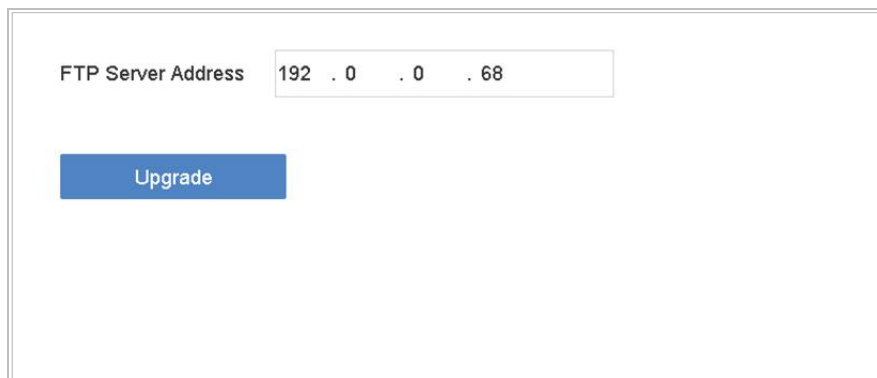 FTP Server Address 192 . 0 . 0 . 68
Upgrade